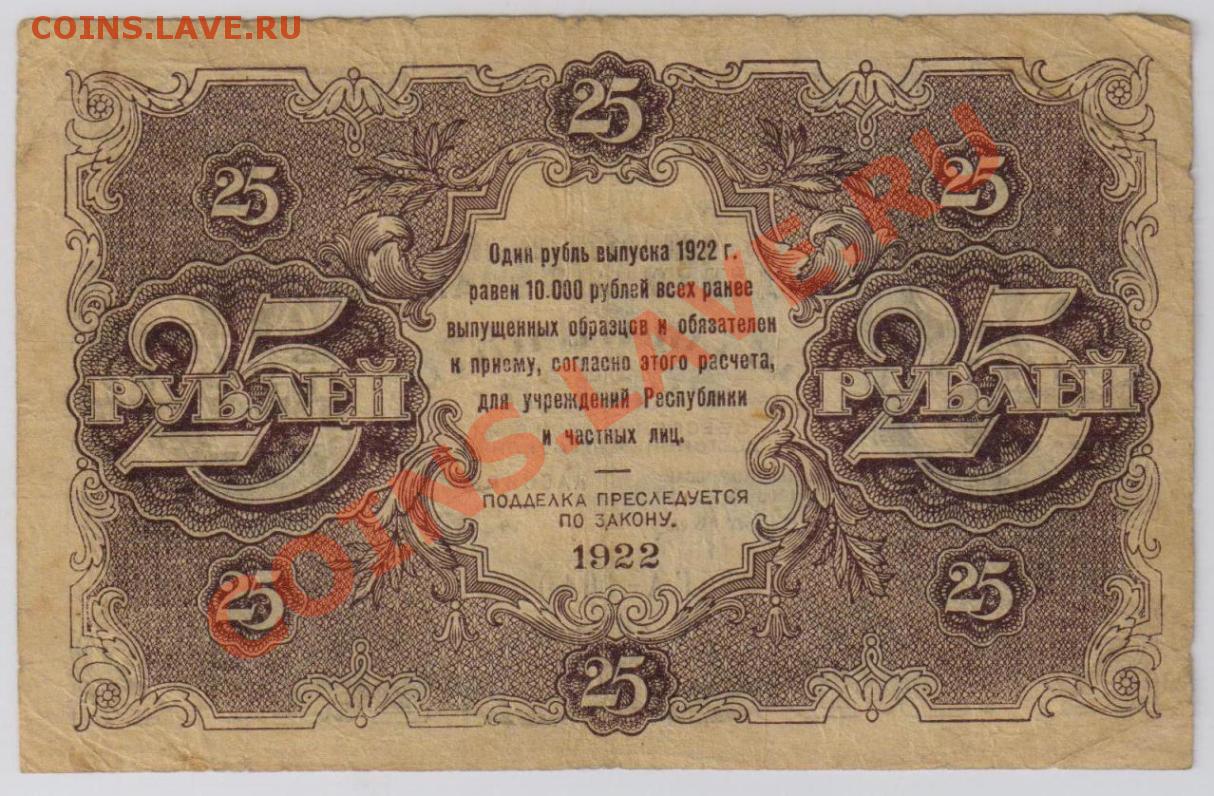 COINS.LAVE.RU
25
25
25
Один рубль выпуска 1922 г.
равен 10.000 рублей всех ранее
выпущенных образцов и обязателен
к приему, согласно этого расчета,
для учреждений Республики
и частных лиц.
25 РУБЛЕЙ
25 РУБЛЕЙ
ПОДДЕЛКА ПРЕСЛЕДУЕТСЯ
ПО ЗАКОНУ.
1922
25
25
25
COINS.LAVE.RU